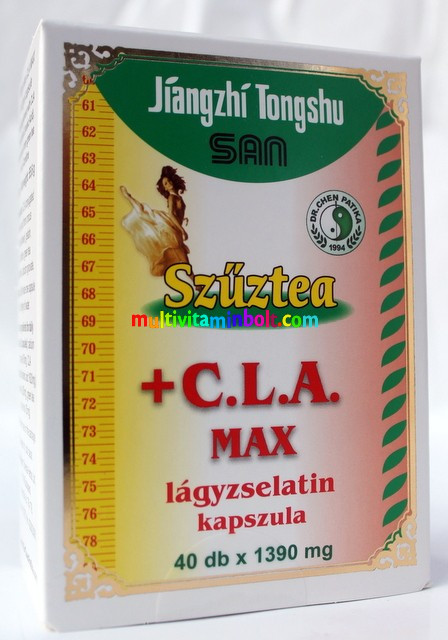 Jiangzhi Tongshu
SAN
DR. CHEN PATIKA
1994
Szűztea
multivitaminbolt.com
+C.L.A.
MAX
lágyzselatin
kapszula
40 db x 1390 mg
61
62
63
64
65
66
67
68
69
70
71
72
73
74
75
76
77
78